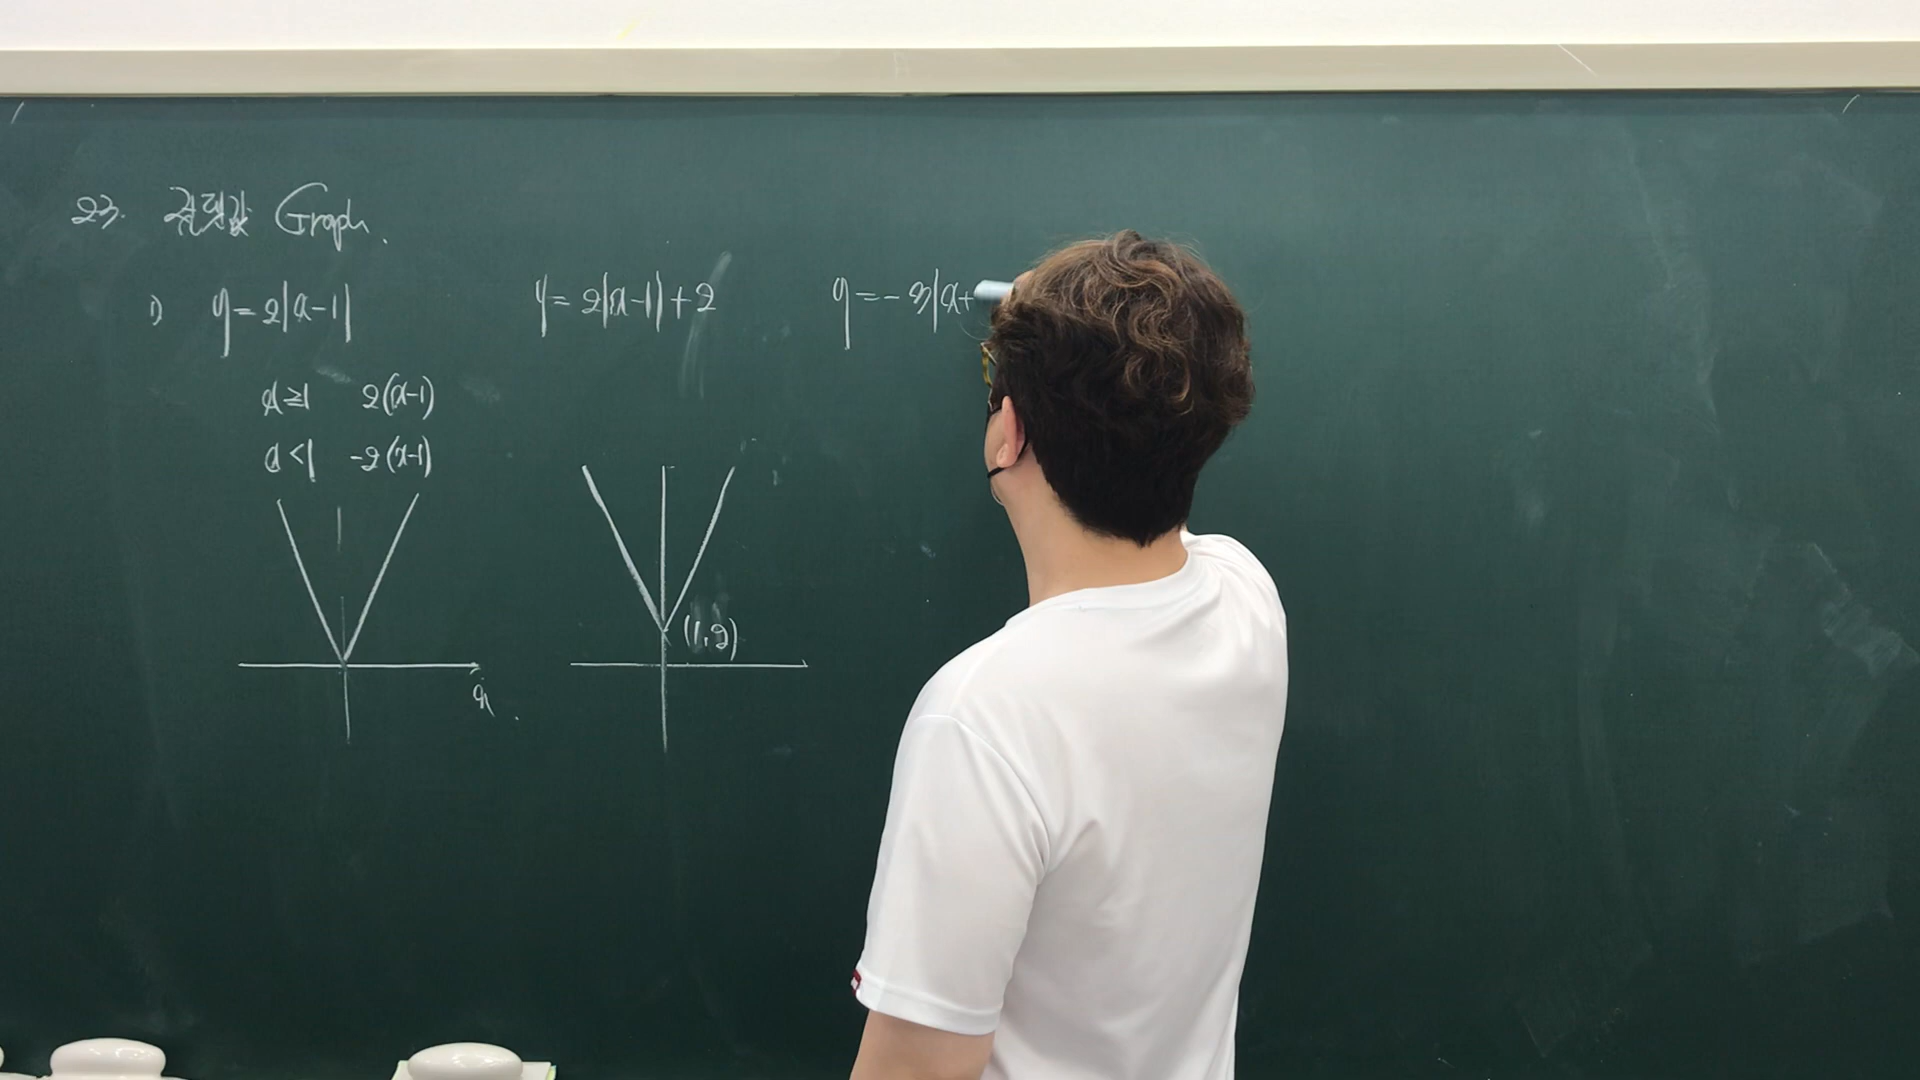 23. 절댓값 Graph.
1) y=2|x-1|
x≥1 2(x-1)
x<1 -2(x-1)
x
y=2|x-1|+2
(1,2)
y=-3|x+